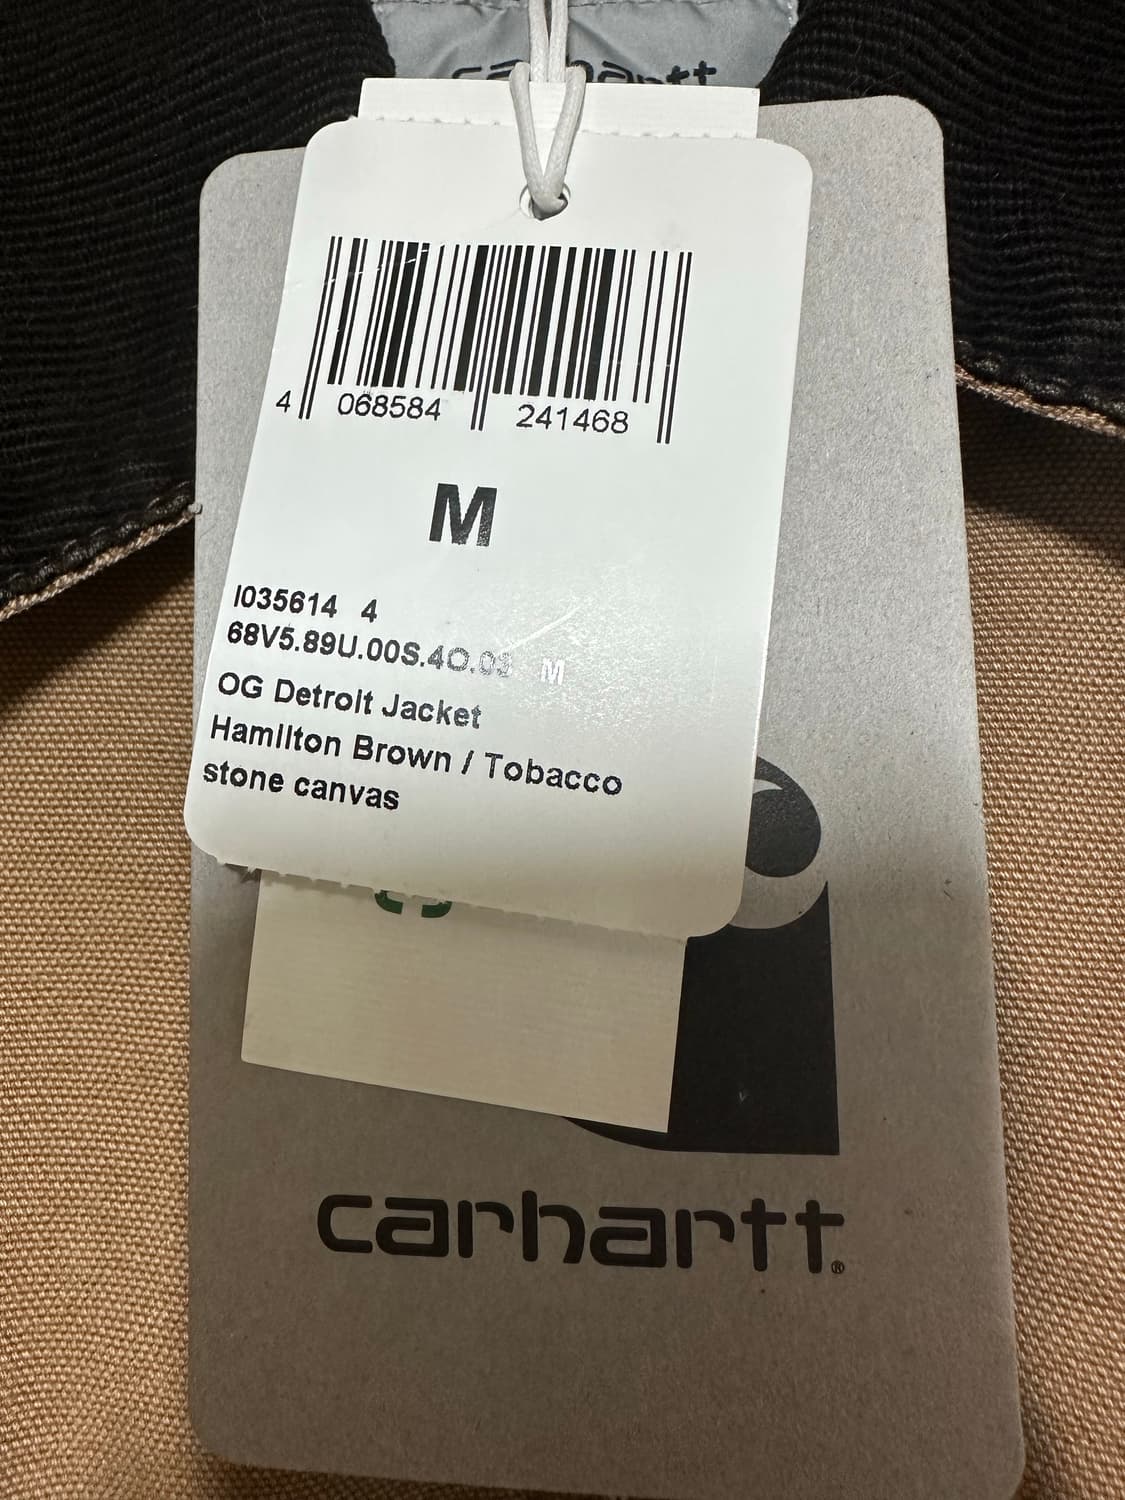 carhartt
4 068584 241468
M
I035614 4
68V5.89U.00S.4O.03 M
OG Detroit Jacket
Hamilton Brown / Tobacco
stone canvas
carhartt®